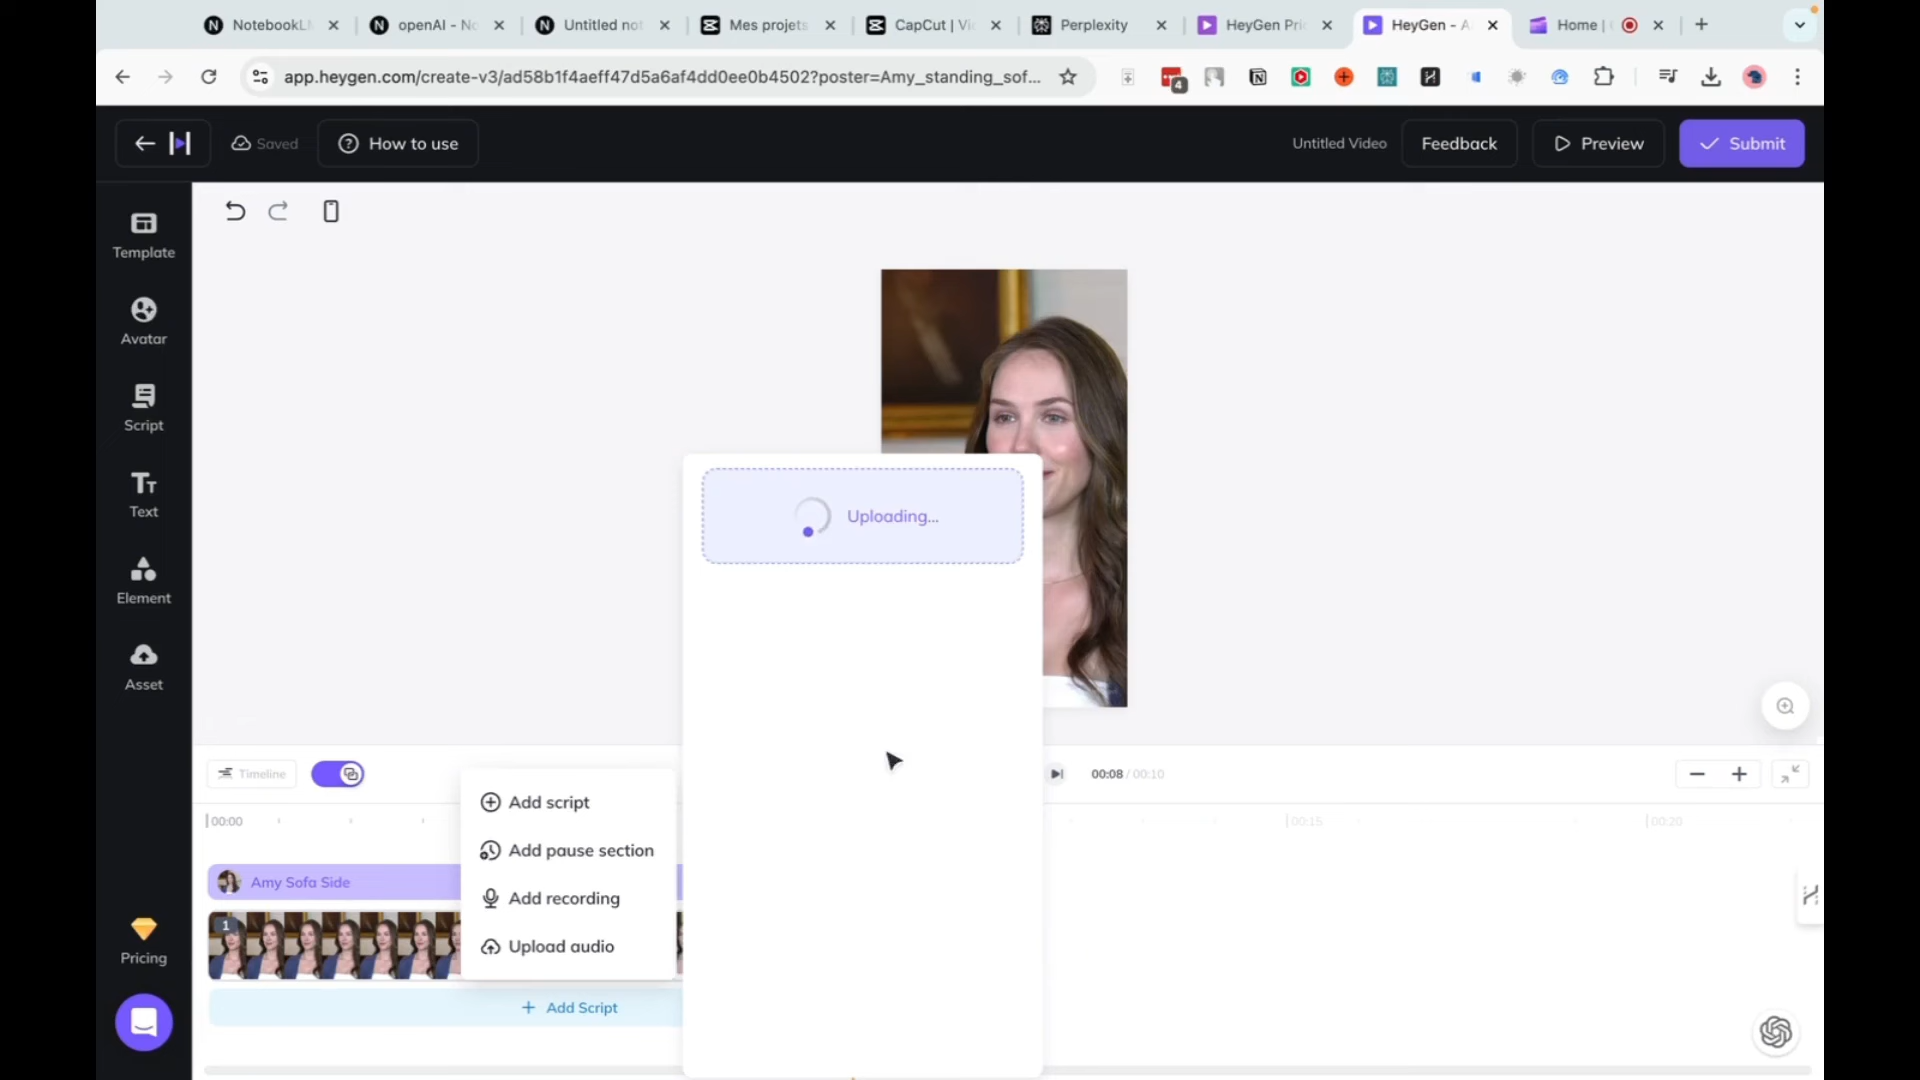 NotebookLM
openAI - No
Untitled not
Mes projets
CapCut | Vi
Perplexity
HeyGen Pric
HeyGen - A
Home |
app.heygen.com/create-v3/ad58b1f4aeff47d5a6af4dd0ee0b4502?poster=Amy_standing_sof...
4
Saved
How to use
Untitled Video
Feedback
Preview
Submit
Template
Avatar
Script
Text
Element
Asset
Pricing
Uploading...
Timeline
00:08 / 00:10
Add script
Add pause section
Add recording
Upload audio
00:00
00:15
00:20
Amy Sofa Side
1
+ Add Script